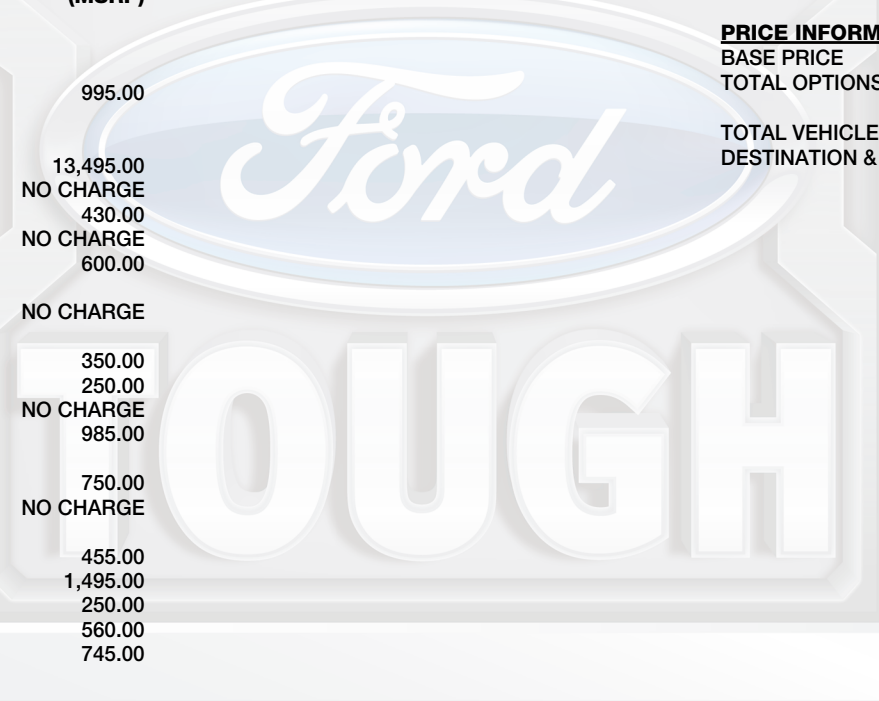 (MSRP)
995.00
13,495.00
NO CHARGE
430.00
NO CHARGE
600.00
NO CHARGE
350.00
250.00
NO CHARGE
985.00
750.00
NO CHARGE
455.00
1,495.00
250.00
560.00
745.00
PRICE INFORM
BASE PRICE
TOTAL OPTIONS
TOTAL VEHICLE
DESTINATION &
Ford
TOUGH